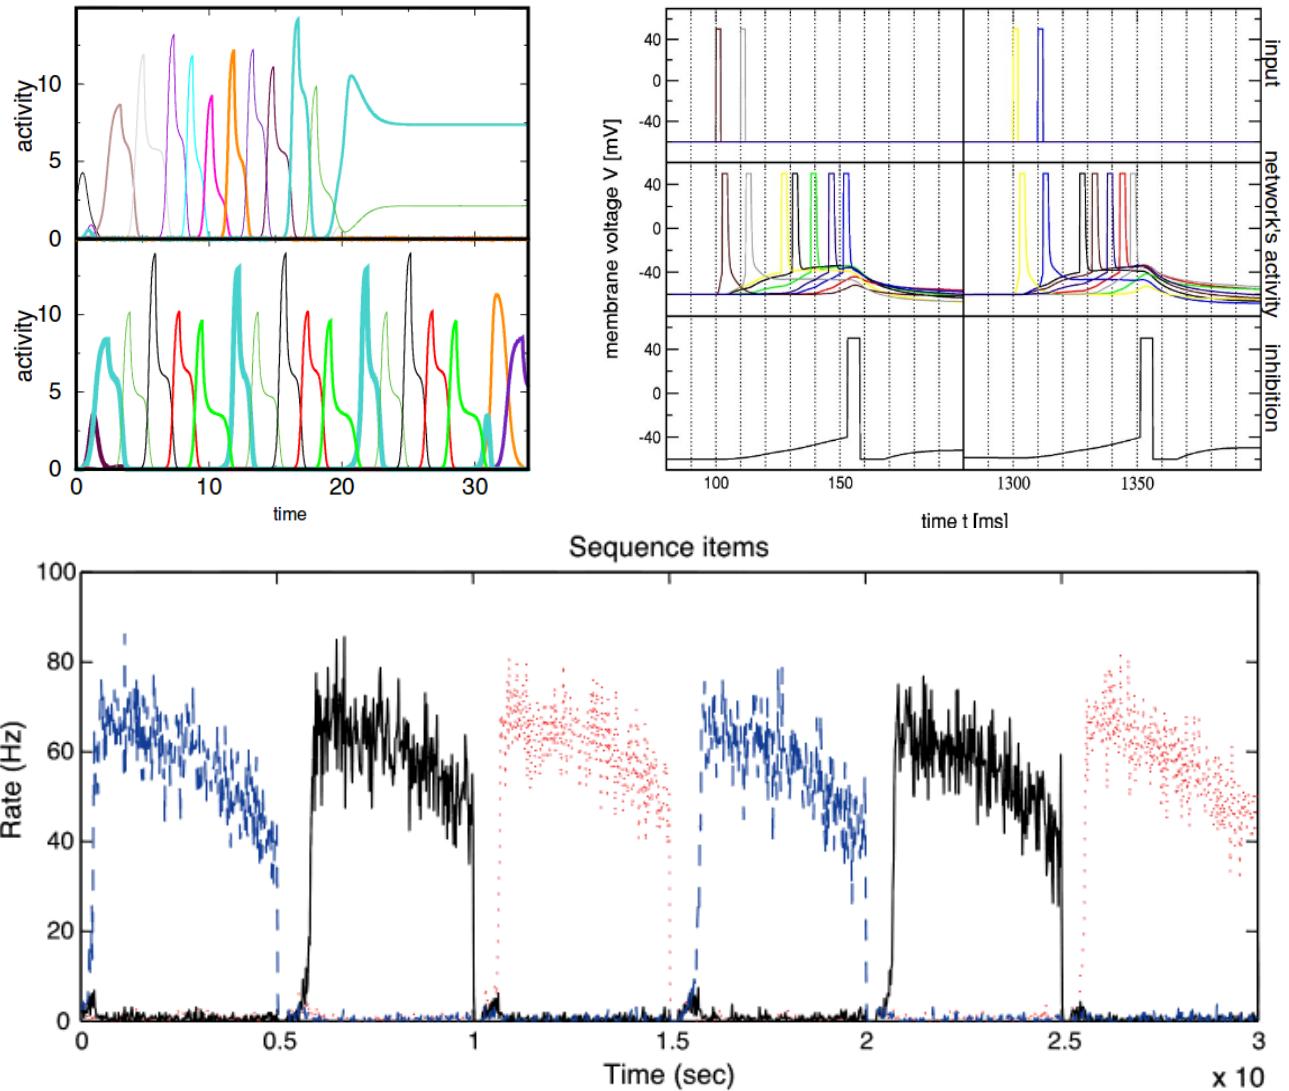 activity
10
5
0
activity
10
5
0
0 10 20 30
time
membrane voltage V [mV]
40
0
-40
input
40
0
-40
network's activity
40
0
-40
inhibition
100 150 1300 1350
time t [ms]
Sequence items
Rate (Hz)
100
80
60
40
20
0
0 0.5 1 1.5 2 2.5 3
Time (sec)
x 10